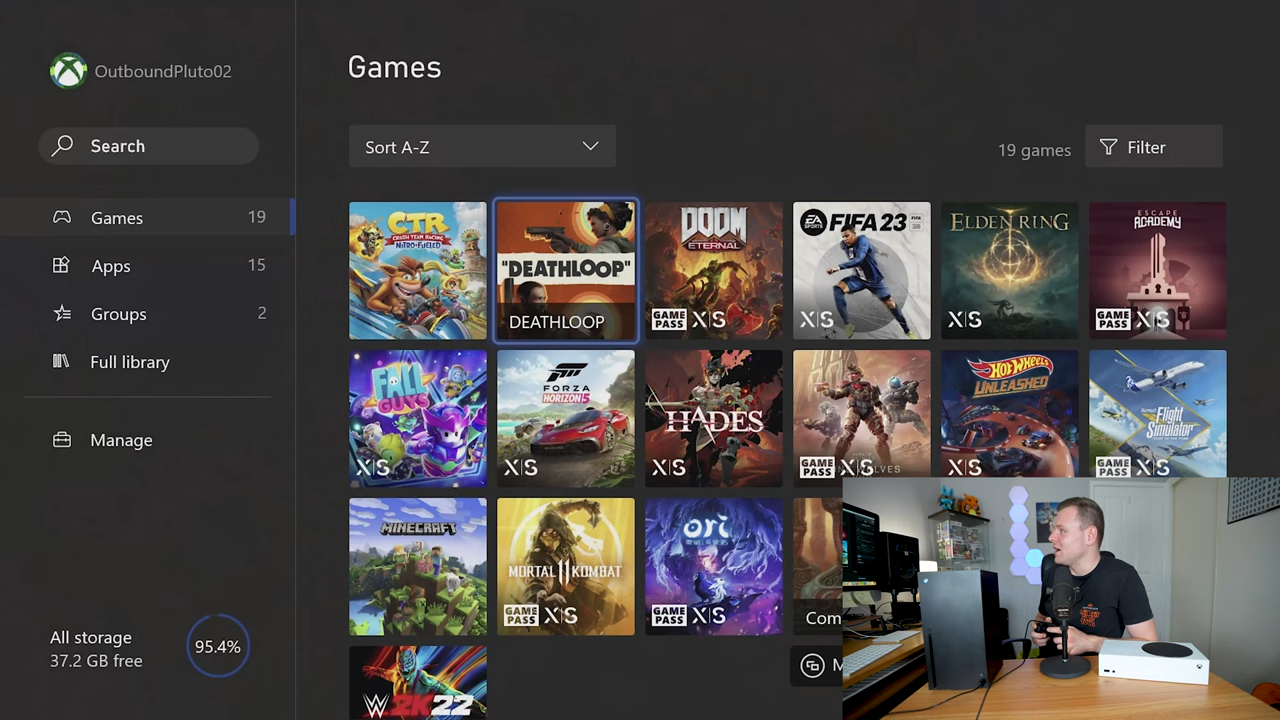 OutboundPluto02
Search
Games 19
Apps 15
Groups 2
Full library
Manage
All storage
37.2 GB free
95.4%
Games
Sort A-Z
19 games
Filter
CTR
CRASH TEAM RACING
NITRO-FUELED
"DEATHLOOP"
DEATHLOOP
DOOM
ETERNAL
GAME
PASS
X|S
EA
SPORTS
FIFA 23
FIFA
X|S
ELDEN RING
X|S
ESCAPE
ACADEMY
GAME
PASS
X|S
FALL
GUYS
X|S
FORZA
HORIZON 5
X|S
HADES
X|S
GAME
PASS
X|S
HOT WHEELS
UNLEASHED
X|S
Microsoft
Flight
Simulator
GAME
PASS
X|S
MINECRAFT
MORTAL KOMBAT
11
GAME
PASS
X|S
ori
GAME
PASS
X|S
Com
M
W 2K22